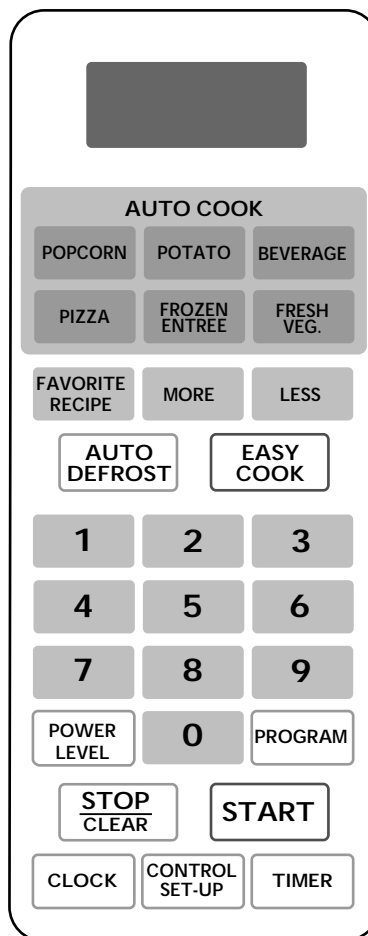 AUTO COOK
POPCORN POTATO BEVERAGE
PIZZA FROZEN ENTREE FRESH VEG.
FAVORITE RECIPE MORE LESS
AUTO DEFROST EASY COOK
1 2 3
4 5 6
7 8 9
POWER LEVEL 0 PROGRAM
STOP CLEAR START
CLOCK CONTROL SET-UP TIMER